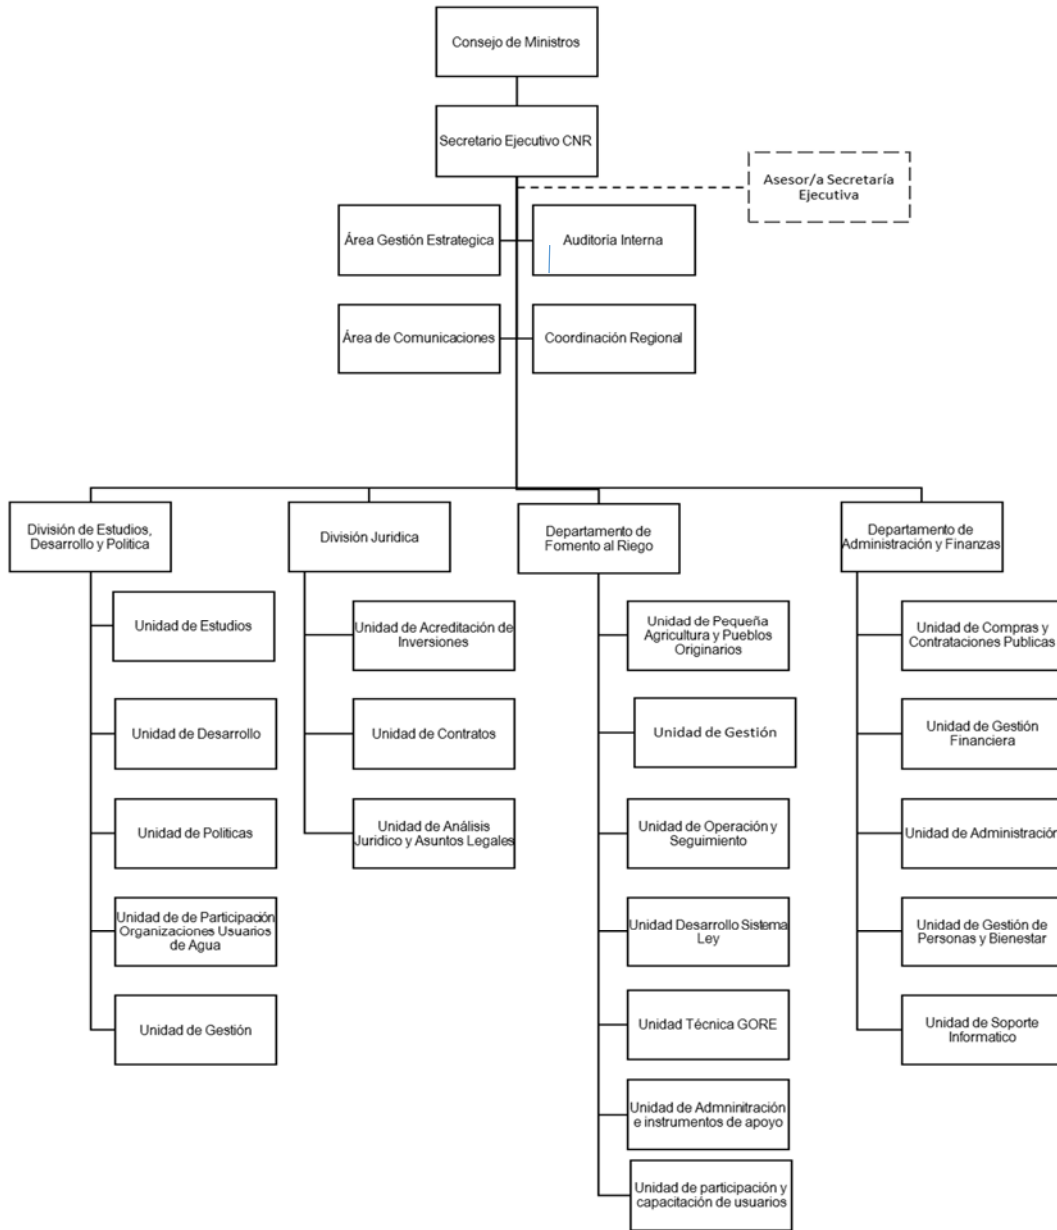 Consejo de Ministros
Secretario Ejecutivo CNR
Asesor/a Secretaría
Ejecutiva
Área Gestión Estrategica
Auditoría Interna
Área de Comunicaciones
Coordinación Regional
División de Estudios,
Desarrollo y Politica
División Juridica
Departamento de
Fomento al Riego
Departamento de
Administración y Finanzas
Unidad de Estudios
Unidad de Desarrollo
Unidad de Politicas
Unidad de de Participación
Organizaciones Usuarios
de Agua
Unidad de Gestión
Unidad de Acreditación de
Inversiones
Unidad de Contratos
Unidad de Análisis
Juridico y Asuntos Legales
Unidad de Pequeña
Agricultura y Pueblos
Originarios
Unidad de Gestión
Unidad de Operación y
Seguimiento
Unidad Desarrollo Sistema
Ley
Unidad Técnica GORE
Unidad de Admninitración
e instrumentos de apoyo
Unidad de participación y
capacitación de usuarios
Unidad de Compras y
Contrataciones Publicas
Unidad de Gestión
Financiera
Unidad de Administración
Unidad de Gestión de
Personas y Bienestar
Unidad de Soporte
Informatico